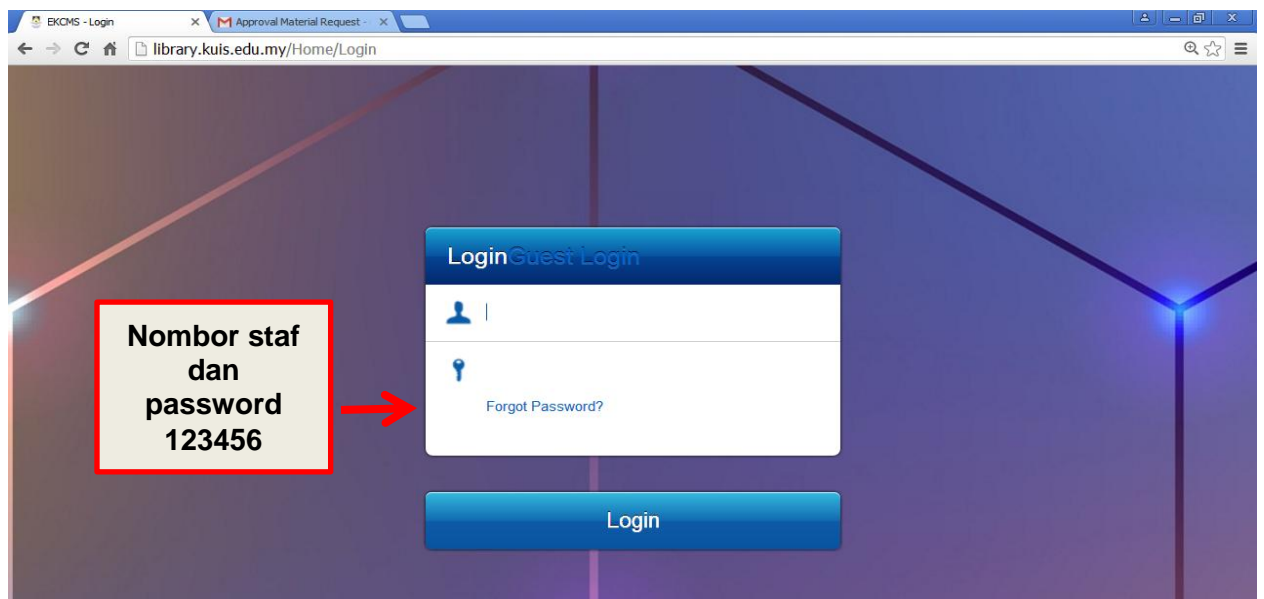 EKCMS - Login
Approval Material Request -
library.kuis.edu.my/Home/Login
LoginGuest Login
Nombor staf
dan
password
123456
Forgot Password?
Login